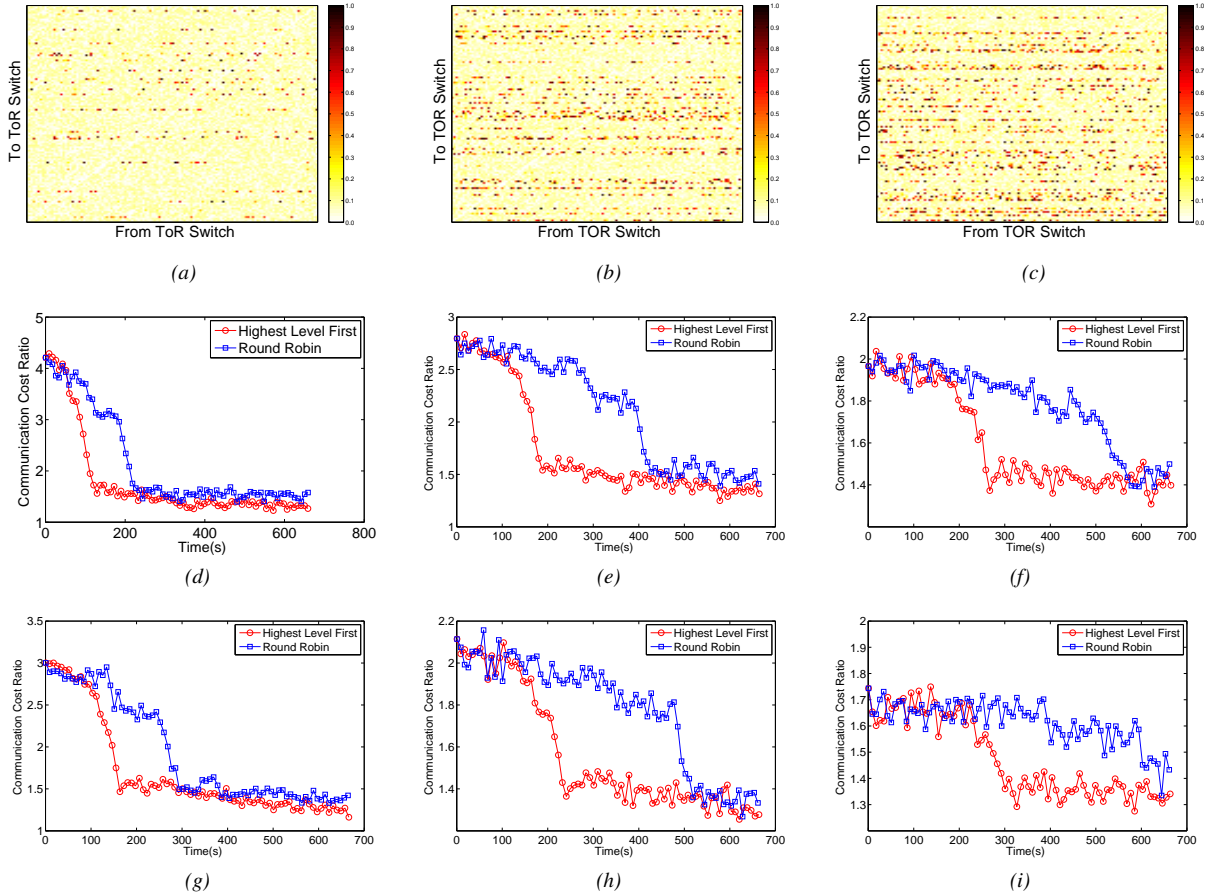 1.0
0.9
0.8
0.7
0.6
0.5
0.4
0.3
0.2
0.1
0.0
To ToR Switch
From ToR Switch
(a)
1.0
0.9
0.8
0.7
0.6
0.5
0.4
0.3
0.2
0.1
0.0
To TOR Switch
From TOR Switch
(b)
1.0
0.9
0.8
0.7
0.6
0.5
0.4
0.3
0.2
0.1
0.0
To TOR Switch
From TOR Switch
(c)
5
4
3
2
1
Communication Cost Ratio
Highest Level First
Round Robin
0 200 400 600 800
Time(s)
(d)
3
2.5
2
1.5
1
Communication Cost Ratio
Highest Level First
Round Robin
0 100 200 300 400 500 600 700
Time(s)
(e)
2.2
2
1.8
1.6
1.4
Communication Cost Ratio
Highest Level First
Round Robin
0 100 200 300 400 500 600 700
Time(s)
(f)
3.5
3
2.5
2
1.5
1
Communication Cost Ratio
Highest Level First
Round Robin
0 100 200 300 400 500 600 700
Time(s)
(g)
2.2
2
1.8
1.6
1.4
Communication Cost Ratio
Highest Level First
Round Robin
0 100 200 300 400 500 600 700
Time(s)
(h)
2
1.9
1.8
1.7
1.6
1.5
1.4
1.3
Communication Cost Ratio
Highest Level First
Round Robin
0 100 200 300 400 500 600 700
Time(s)
(i)